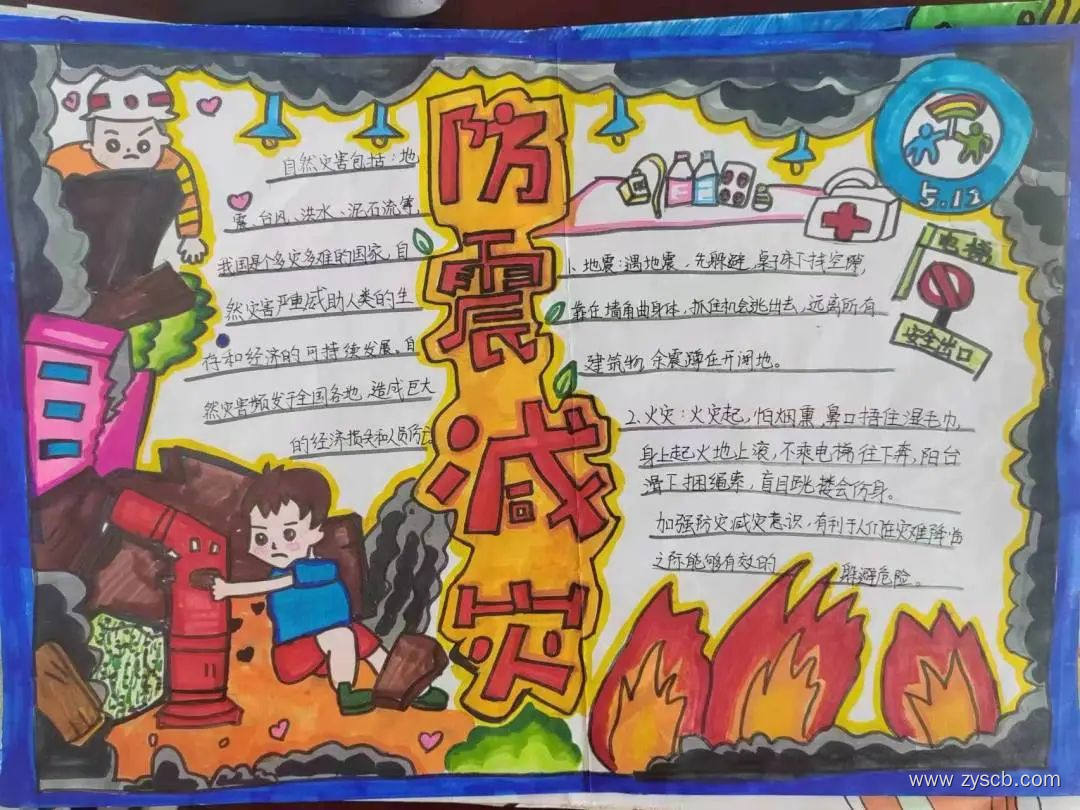 防震减灾
自然灾害包括：地
震、台风、洪水、泥石流等，
我国是个多灾多难的国家，自
然灾害严重威胁人类的生
存和经济的可持续发展，自
然灾害频发于全国各地，造成巨大
的经济损失和人员伤亡
5.12
电梯
安全出口
1、地震：遇地震，先躲避，桌子床下找空隙，
靠在墙角曲身体，抓住机会逃出去，远离所有
建筑物，余震蹲在开阔地。
2、火灾：火灾起，怕烟熏，鼻口捂住湿毛巾，
身上起火地上滚，不乘电梯往下奔，阳台
滑下捆绳索，盲目跳楼会伤身。
加强防灾减灾意识，有利于人们在灾难降临
之际能够有效的 躲避危险。
www.zyscb.com